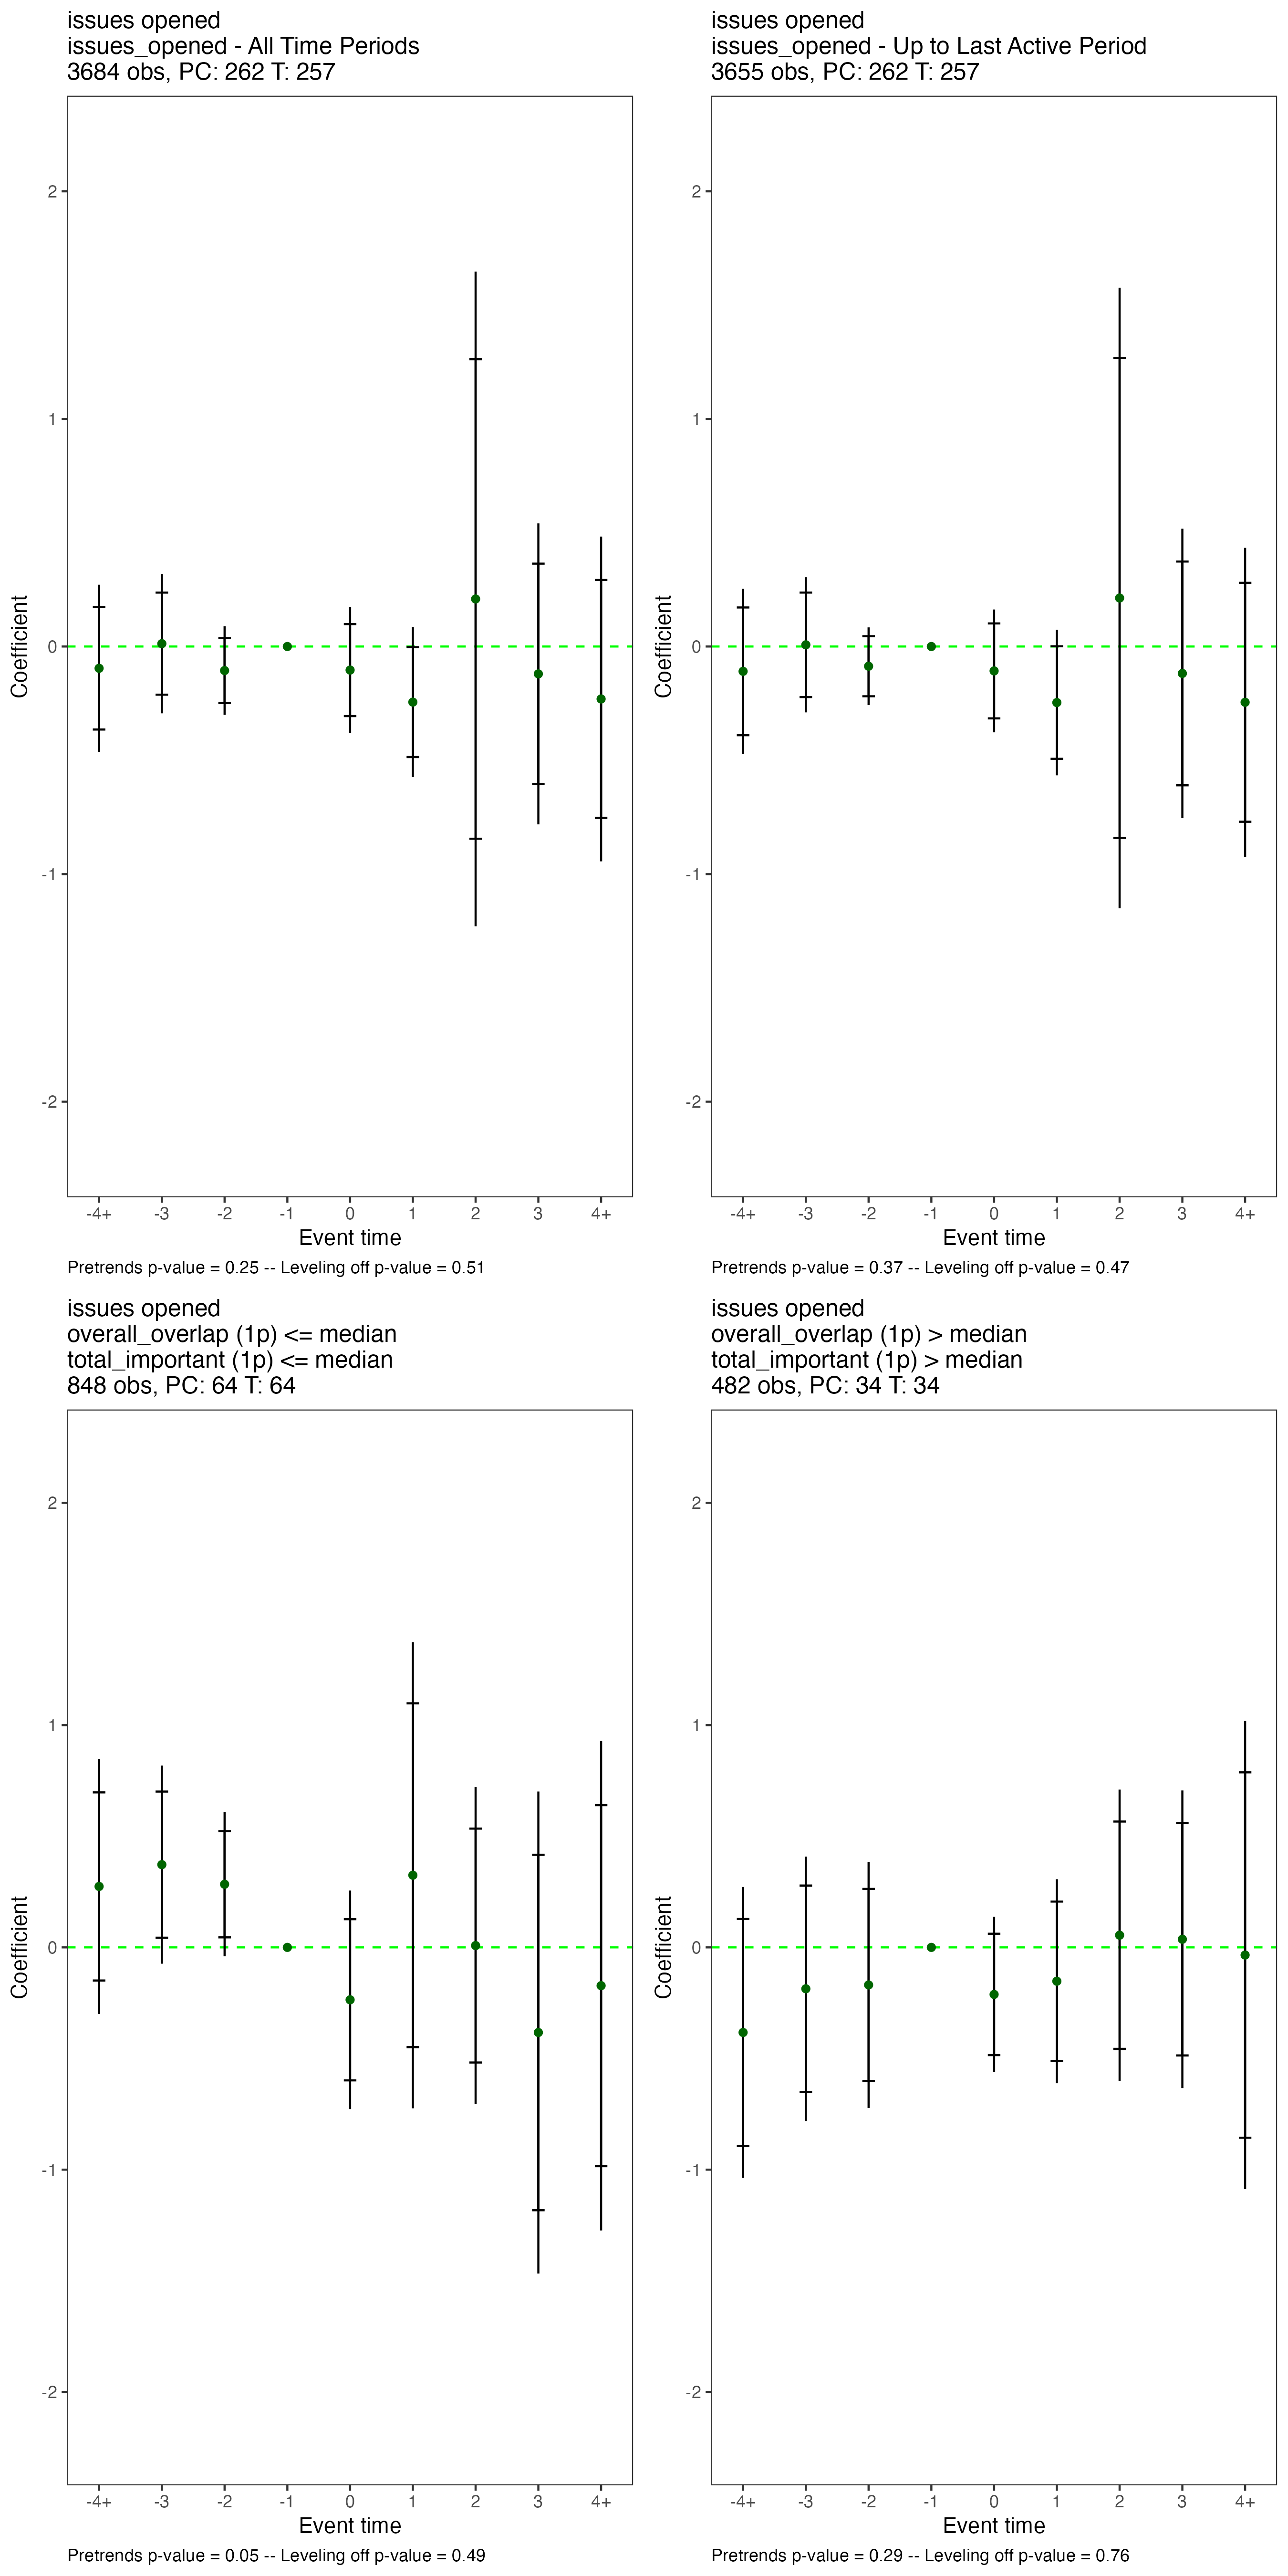 issues opened
issues_opened - All Time Periods
3684 obs, PC: 262 T: 257
2
1
0
-1
-2
Coefficient
-4+ -3 -2 -1 0 1 2 3 4+
Event time
Pretrends p-value = 0.25 -- Leveling off p-value = 0.51
issues opened
issues_opened - Up to Last Active Period
3655 obs, PC: 262 T: 257
2
1
0
-1
-2
Coefficient
-4+ -3 -2 -1 0 1 2 3 4+
Event time
Pretrends p-value = 0.37 -- Leveling off p-value = 0.47
issues opened
overall_overlap (1p) <= median
total_important (1p) <= median
848 obs, PC: 64 T: 64
2
1
0
-1
-2
Coefficient
-4+ -3 -2 -1 0 1 2 3 4+
Event time
Pretrends p-value = 0.05 -- Leveling off p-value = 0.49
issues opened
overall_overlap (1p) > median
total_important (1p) > median
482 obs, PC: 34 T: 34
2
1
0
-1
-2
Coefficient
-4+ -3 -2 -1 0 1 2 3 4+
Event time
Pretrends p-value = 0.29 -- Leveling off p-value = 0.76